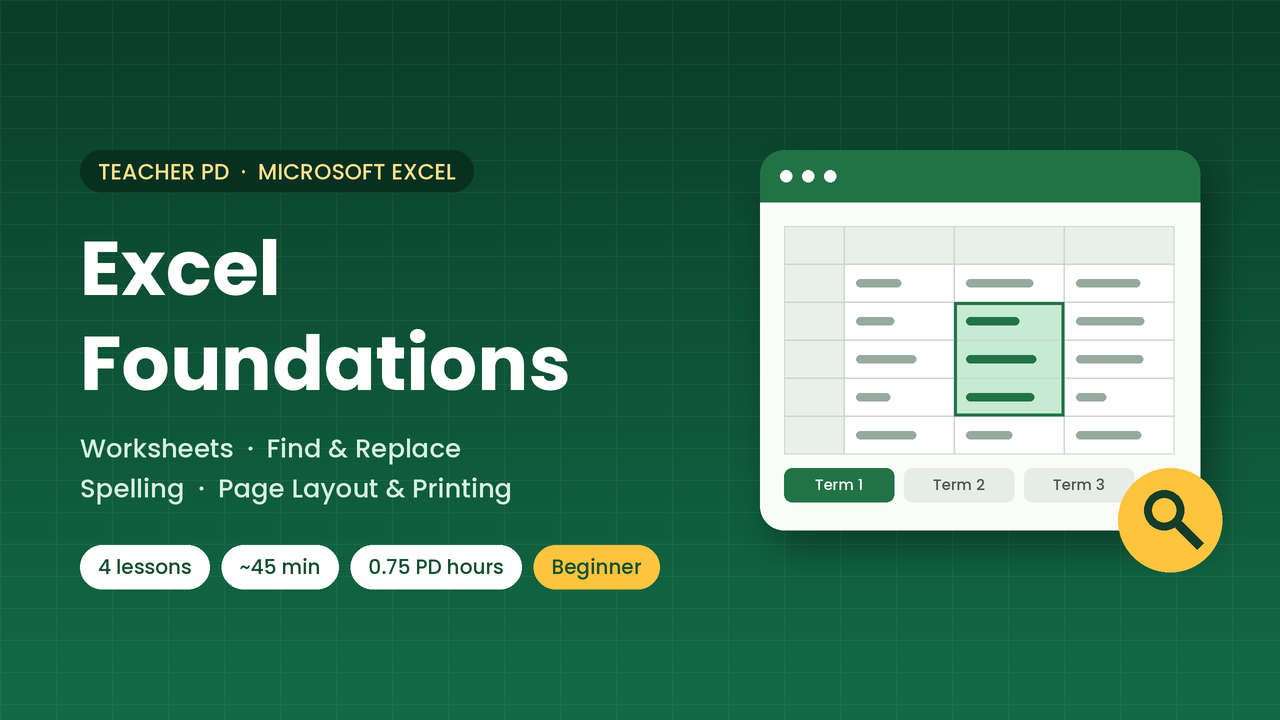 TEACHER PD · MICROSOFT EXCEL
Excel
Foundations
Worksheets · Find & Replace
Spelling · Page Layout & Printing
4 lessons
~45 min
0.75 PD hours
Beginner
Term 1
Term 2
Term 3